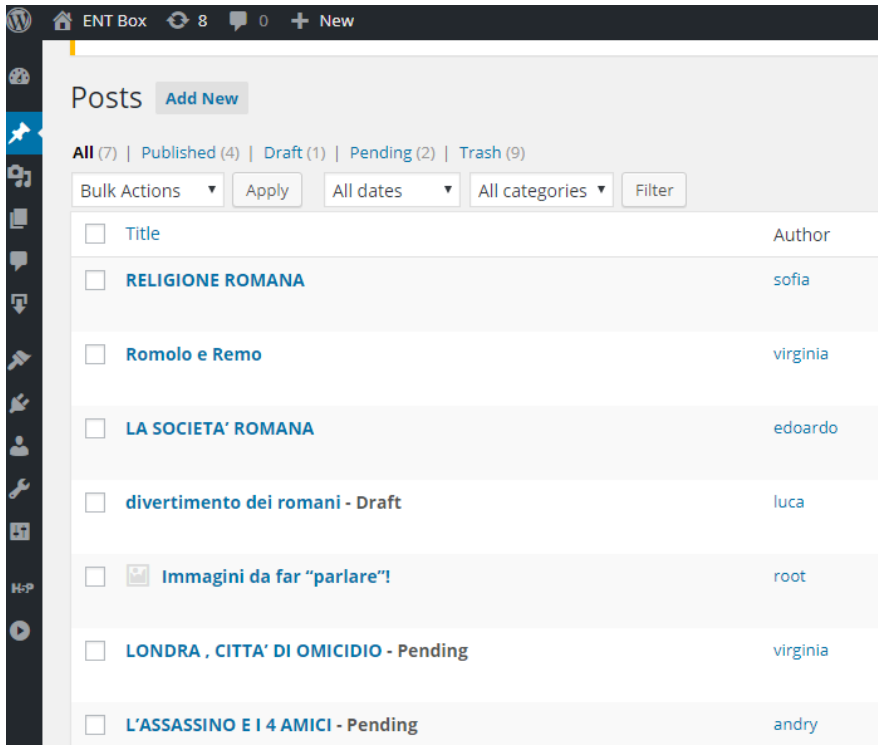 ENT Box 8 0 + New
Posts Add New
All (7) | Published (4) | Draft (1) | Pending (2) | Trash (9)
Bulk Actions Apply All dates All categories Filter
Title Author
RELIGIONE ROMANA sofia
Romolo e Remo virginia
LA SOCIETA’ ROMANA edoardo
divertimento dei romani - Draft luca
Immagini da far “parlare”! root
H5P
LONDRA , CITTA’ DI OMICIDIO - Pending virginia
L’ASSASSINO E I 4 AMICI - Pending andry